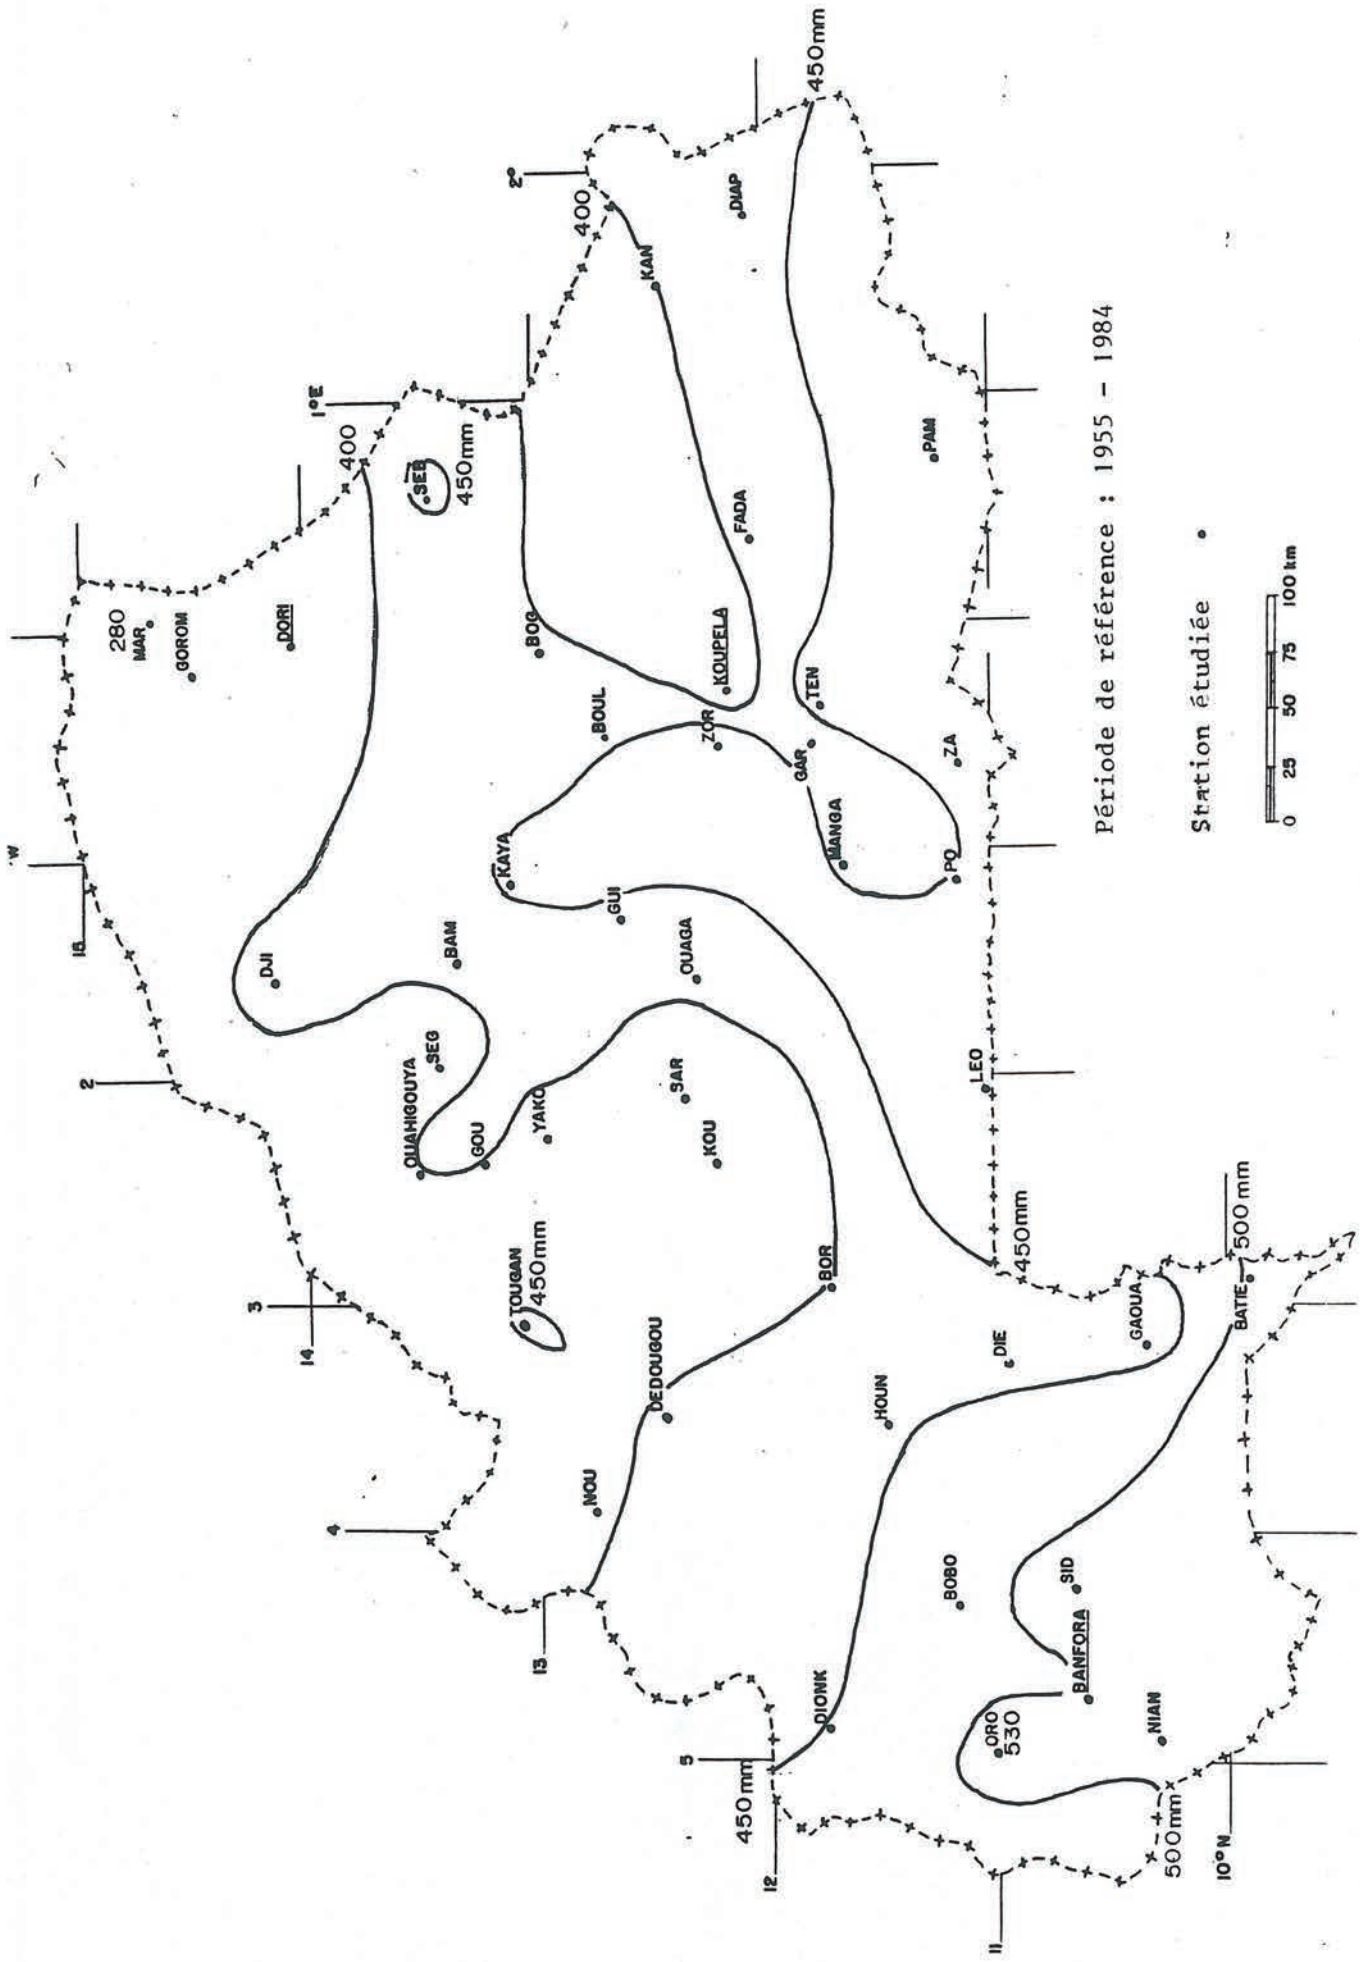 W
2°
1°E
15
2
3
14
4
13
5
12
11
10°N
280
MAR
GOROM
DORI
400
SEB
450mm
400
KAN
DIAP
450mm
DJI
BAM
SEG
OUAHIGOUYA
GOU
YAKO
KAYA
GUI
BOG
BOUL
ZOR
KOUPELA
FADA
OUAGA
SAR
KOU
TOUGAN
450mm
DEDOUGOU
NOU
BOR
MANGA
GAR
TEN
PAM
ZA
PO
LEO
450mm
HOUN
DIE
GAOUA
BATIE
500 mm
DIONK
450mm
BOBO
SID
BANFORA
ORO
530
NIAN
500mm
Période de référence : 1955 - 1984
Station étudiée
0 25 50 75 100 km